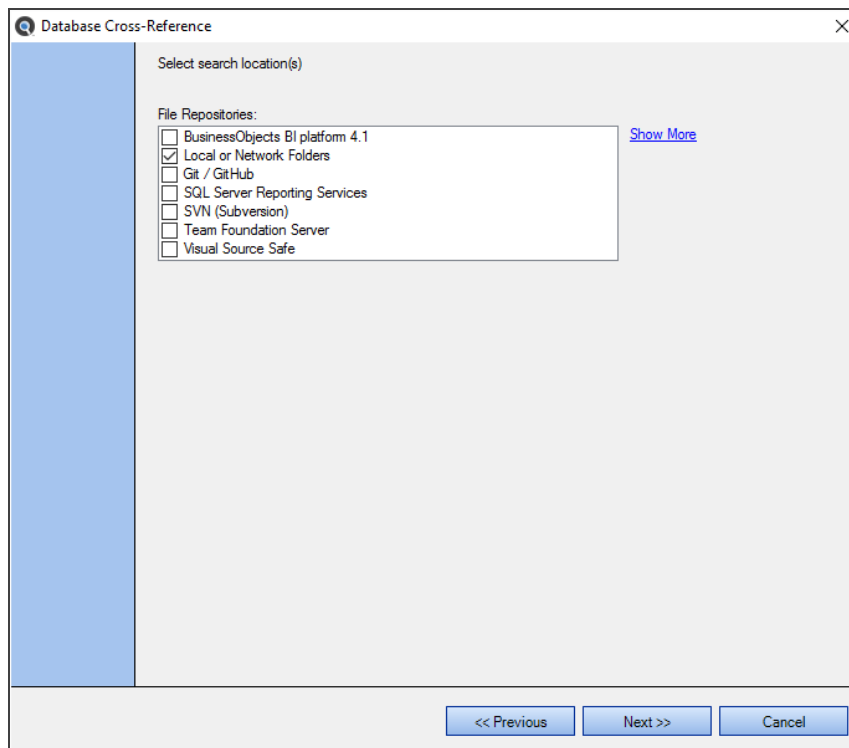 Database Cross-Reference
Select search location(s)
File Repositories:
BusinessObjects BI platform 4.1
Show More
Local or Network Folders
Git / GitHub
SQL Server Reporting Services
SVN (Subversion)
Team Foundation Server
Visual Source Safe
<< Previous
Next >>
Cancel